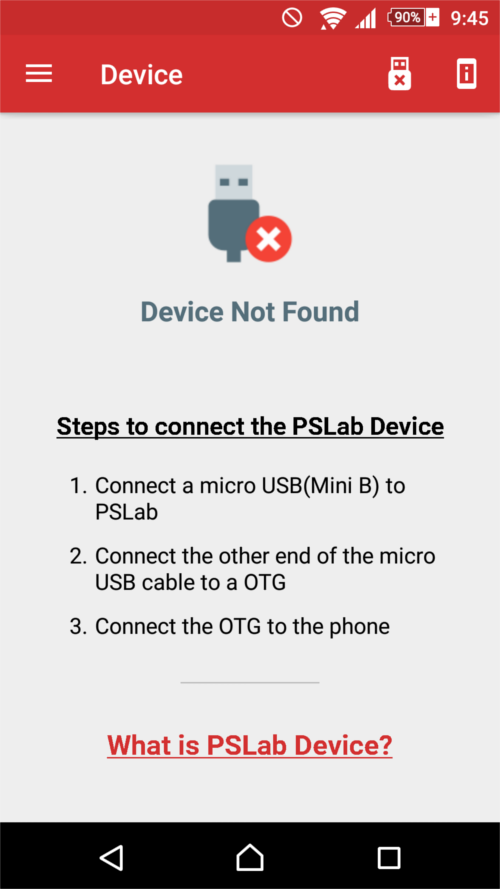 90% 9:45
Device
Device Not Found
Steps to connect the PSLab Device
1. Connect a micro USB(Mini B) to
PSLab
2. Connect the other end of the micro
USB cable to a OTG
3. Connect the OTG to the phone
What is PSLab Device?